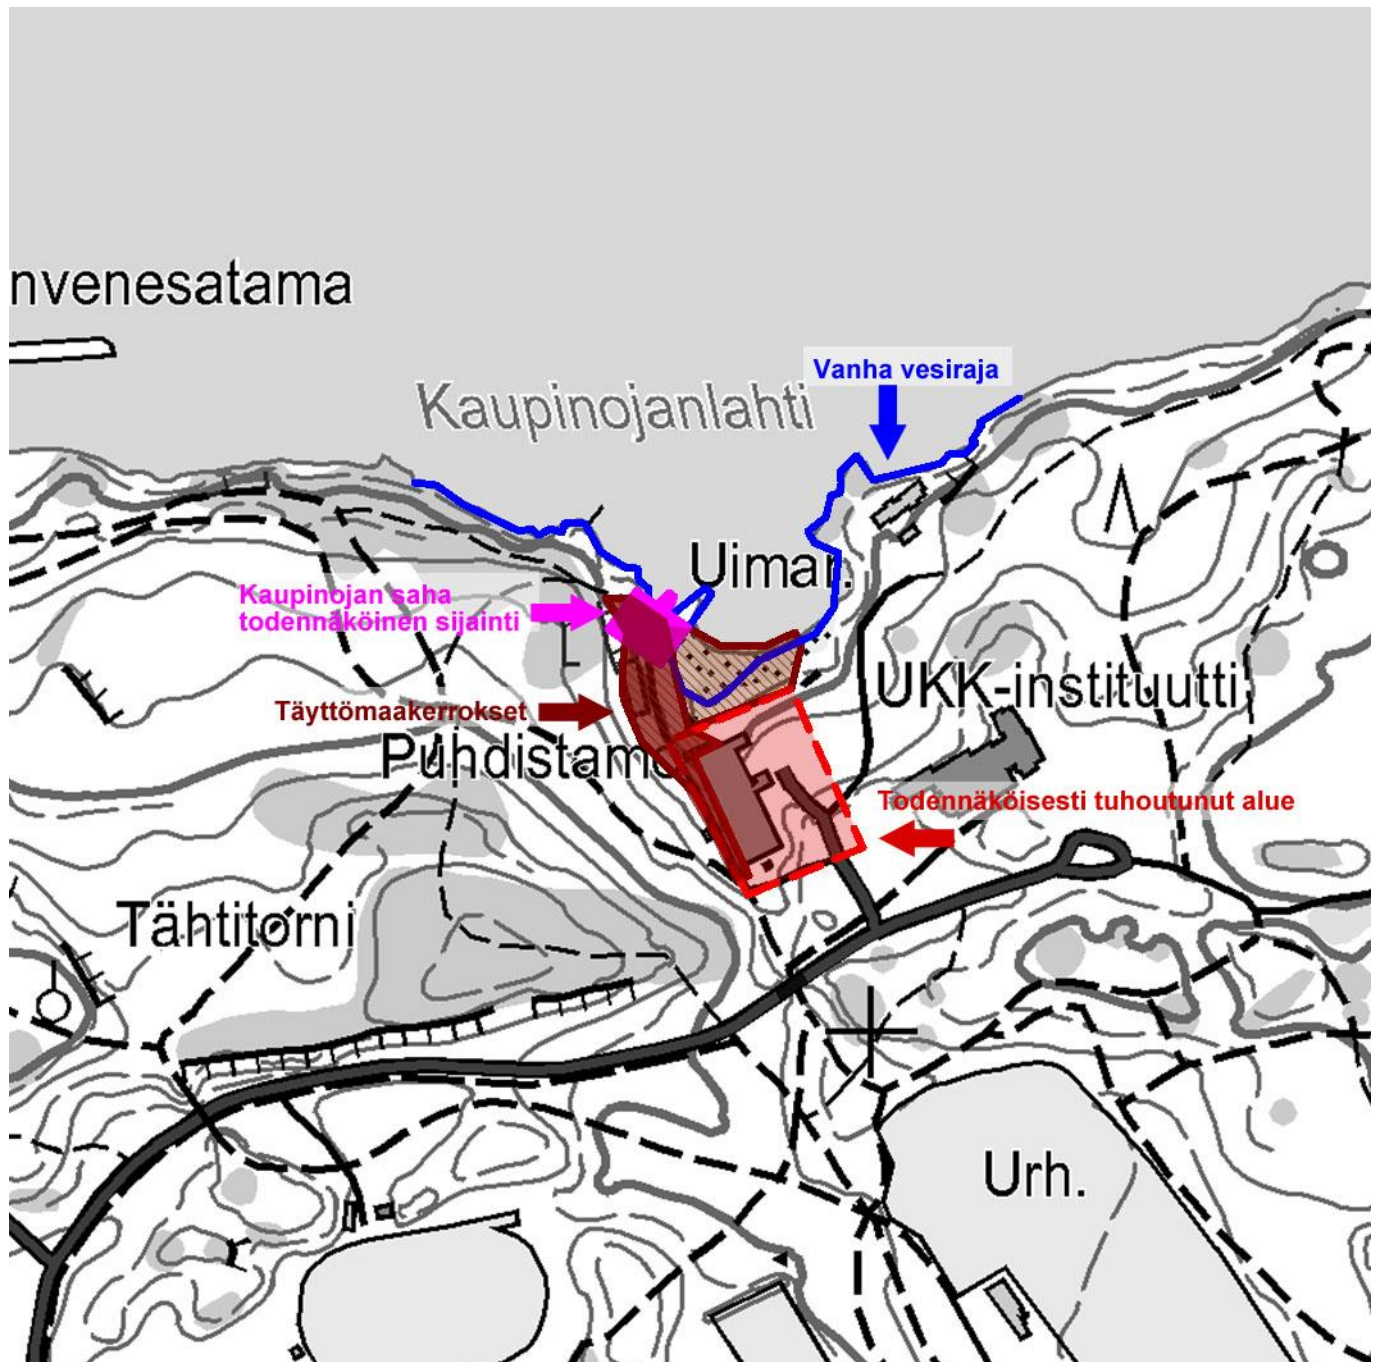 nvenesatama
Vanha vesiraja
Kaupinojanlahti
Uimar.
Kaupinojan saha
todennäköinen sijainti
UKK-instituutti
Täyttömaakerrokset
Puhdistamo
Todennäköisesti tuhoutunut alue
Tähtitorni
Urh.